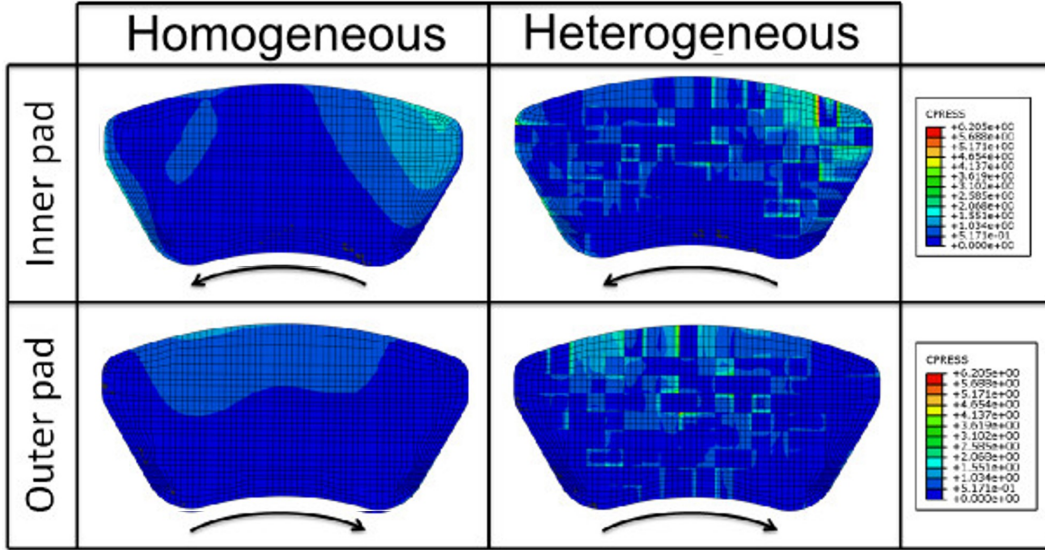 Homogeneous
Heterogeneous
Inner pad
CPRESS
+6.205e+00
+5.688e+00
+5.171e+00
+4.654e+00
+4.137e+00
+3.619e+00
+3.102e+00
+2.585e+00
+2.068e+00
+1.551e+00
+1.034e+00
+5.171e-01
+0.000e+00
Outer pad
CPRESS
+6.205e+00
+5.688e+00
+5.171e+00
+4.654e+00
+4.137e+00
+3.619e+00
+3.102e+00
+2.585e+00
+2.068e+00
+1.551e+00
+1.034e+00
+5.171e-01
+0.000e+00